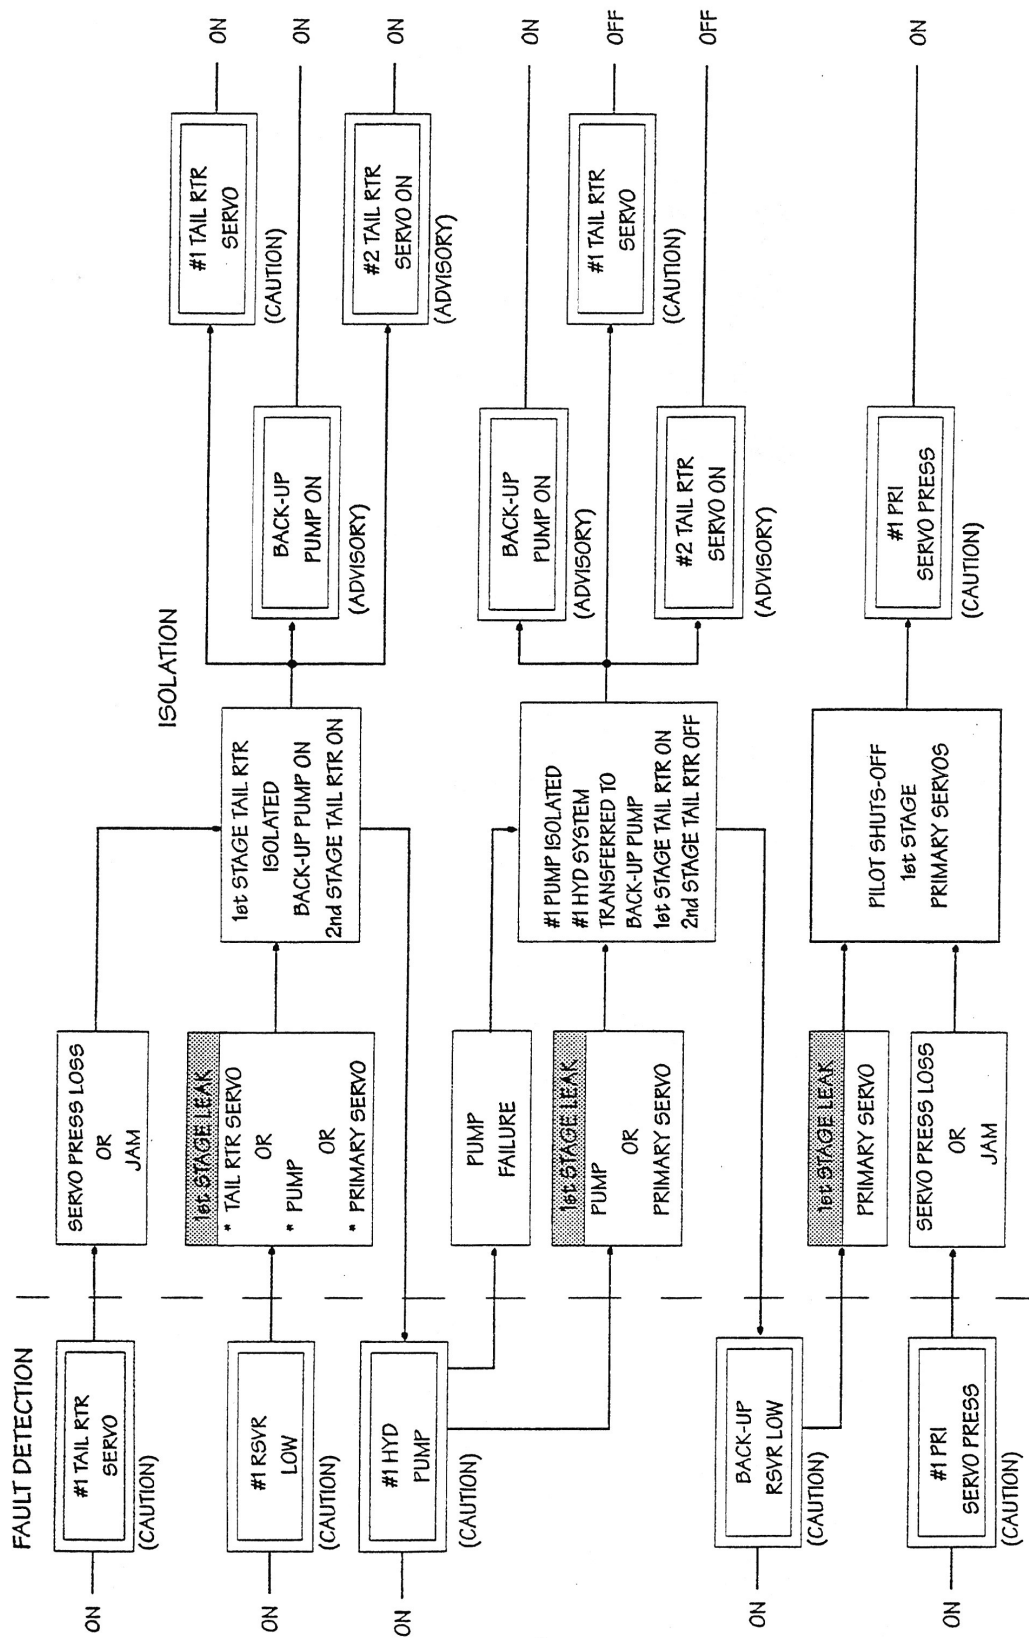 FAULT DETECTION
ISOLATION
ON
#1 TAIL RTR
SERVO
(CAUTION)
SERVO PRESS LOSS
OR
JAM
1st STAGE TAIL RTR
ISOLATED
BACK-UP PUMP ON
2nd STAGE TAIL RTR ON
#1 TAIL RTR
SERVO
(CAUTION)
ON
BACK-UP
PUMP ON
(ADVISORY)
ON
#2 TAIL RTR
SERVO ON
(ADVISORY)
ON
ON
#1 RSVR
LOW
(CAUTION)
1st STAGE LEAK
* TAIL RTR SERVO
OR
* PUMP
OR
* PRIMARY SERVO
ON
#1 HYD
PUMP
(CAUTION)
PUMP
FAILURE
1st STAGE LEAK
PUMP
OR
PRIMARY SERVO
#1 PUMP ISOLATED
#1 HYD SYSTEM
TRANSFERRED TO
BACK-UP PUMP
1st STAGE TAIL RTR ON
2nd STAGE TAIL RTR OFF
BACK-UP
PUMP ON
(ADVISORY)
ON
#1 TAIL RTR
SERVO
(CAUTION)
OFF
#2 TAIL RTR
SERVO ON
(ADVISORY)
OFF
ON
BACK-UP
RSVR LOW
(CAUTION)
1st STAGE LEAK
PRIMARY SERVO
ON
#1 PRI
SERVO PRESS
(CAUTION)
SERVO PRESS LOSS
OR
JAM
PILOT SHUTS-OFF
1st STAGE
PRIMARY SERVOS
#1 PRI
SERVO PRESS
(CAUTION)
ON